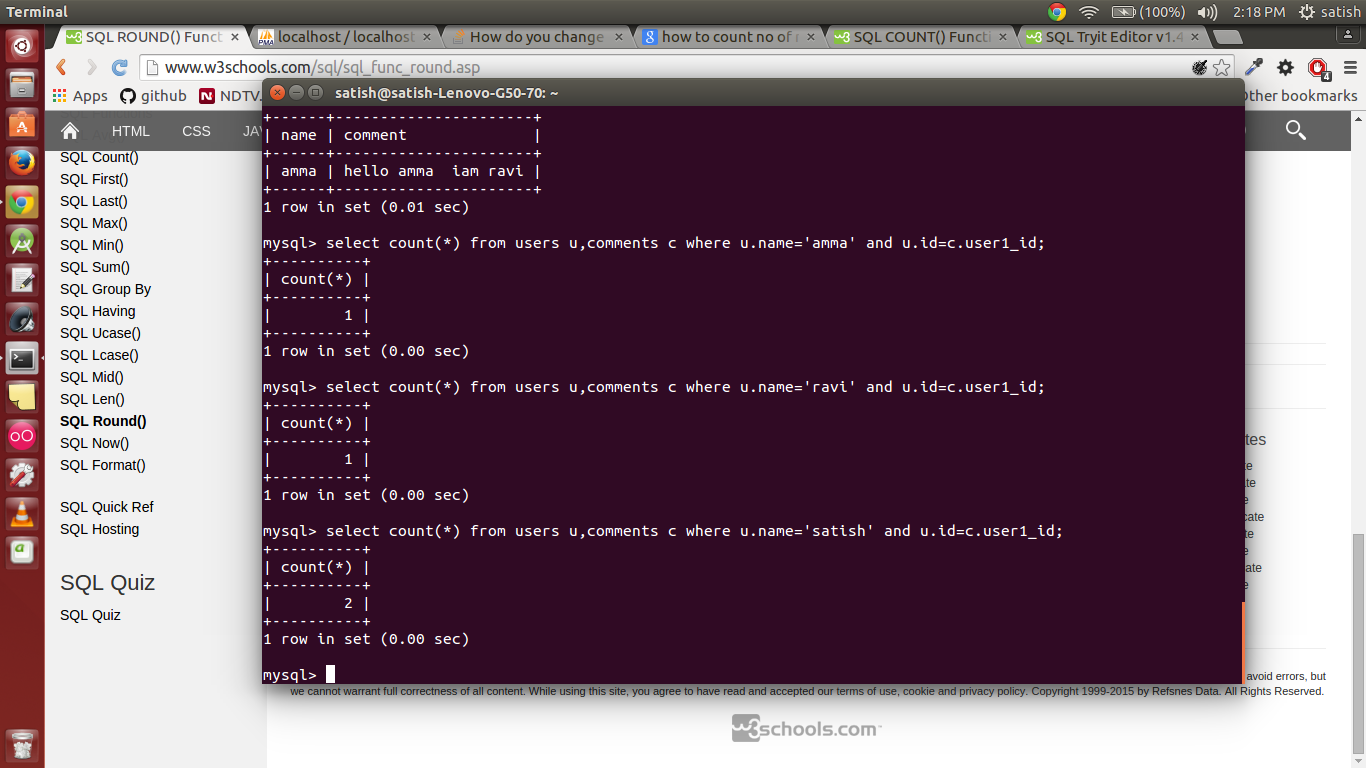 Terminal
(100%) 2:18 PM satish
SQL ROUND() Funct
localhost / localhost
How do you change
how to count no of
SQL COUNT() Functi
SQL Tryit Editor v1.4
www.w3schools.com/sql/sql_func_round.asp
4
Apps github NDTV
Other bookmarks
HTML CSS
SQL Count()
SQL First()
SQL Last()
SQL Max()
SQL Min()
SQL Sum()
SQL Group By
SQL Having
SQL Ucase()
SQL Lcase()
SQL Mid()
SQL Len()
SQL Round()
SQL Now()
SQL Format()
SQL Quick Ref
SQL Hosting
SQL Quiz
SQL Quiz
satish@satish-Lenovo-G50-70: ~
+------+----------------------+
| name | comment              |
+------+----------------------+
| amma | hello amma  iam ravi |
+------+----------------------+
1 row in set (0.01 sec)
mysql> select count(*) from users u,comments c where u.name='amma' and u.id=c.user1_id;
+----------+
| count(*) |
+----------+
|        1 |
+----------+
1 row in set (0.00 sec)
mysql> select count(*) from users u,comments c where u.name='ravi' and u.id=c.user1_id;
+----------+
| count(*) |
+----------+
|        1 |
+----------+
1 row in set (0.00 sec)
mysql> select count(*) from users u,comments c where u.name='satish' and u.id=c.user1_id;
+----------+
| count(*) |
+----------+
|        2 |
+----------+
1 row in set (0.00 sec)
mysql>
avoid errors, but
we cannot warrant full correctness of all content. While using this site, you agree to have read and accepted our terms of use, cookie and privacy policy. Copyright 1999-2015 by Refsnes Data. All Rights Reserved.
w3schools.com